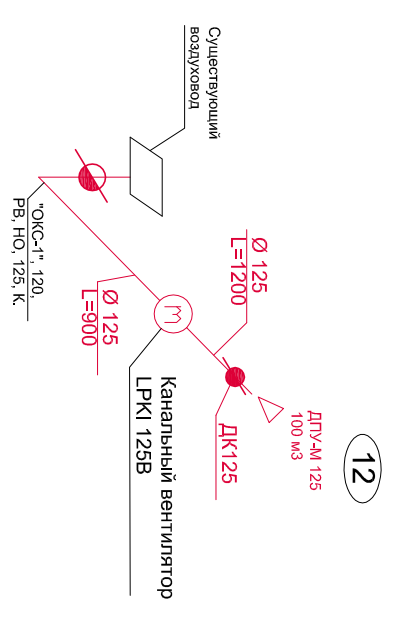 12
ДПУ-М 125
100 м3
Ø 125
L=1200
ДК125
Существующий
воздуховод
Канальный вентилятор
LPKI 125B
Ø 125
L=900
"ОКС-1", 120,
РВ, НО, 125, К.